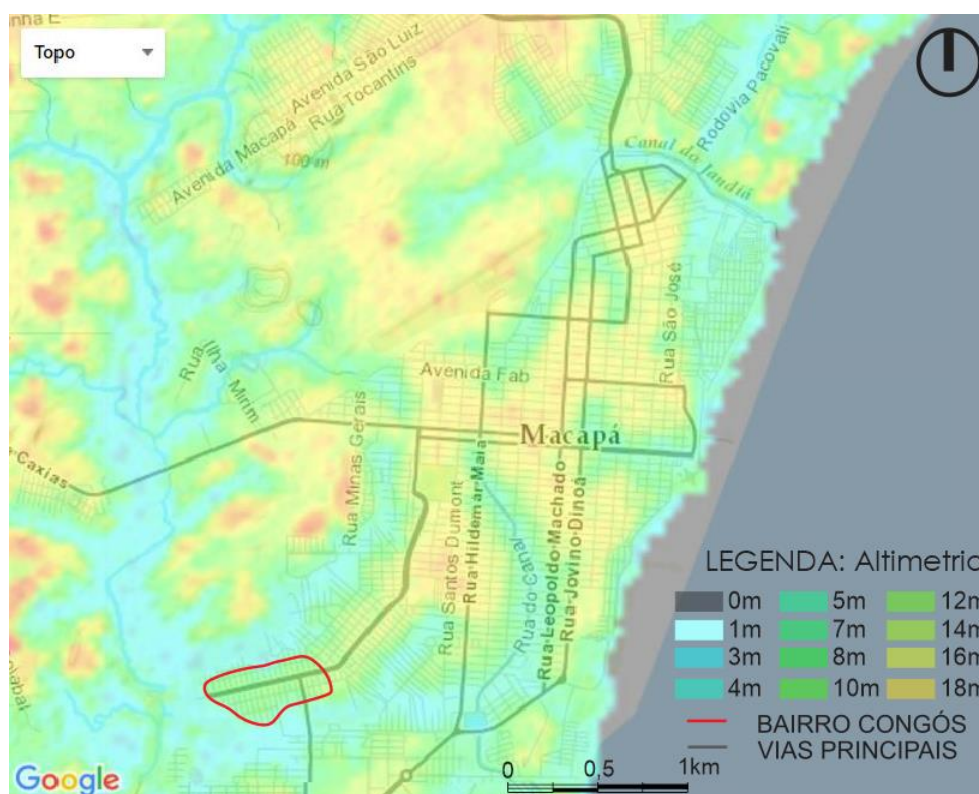 nha E
Topo
Avenida São Luiz
Rua Tocantins
Avenida Macapá
100 m
Rodovia Pacoval
Canal do Jandiá
Rua São José
Rua Ilha Mirim
Avenida Fab
Rua Minas Gerais
Macapá
Caxias
Rua Santos Dumont
Rua Hildemar Maia
Rua do Canal
Rua Leopoldo Machado
Rua Jovino Dinoá
LEGENDA: Altimetric
0m 5m 12m
1m 7m 14m
3m 8m 16m
4m 10m 18m
BAIRRO CONGÓS
VIAS PRINCIPAIS
0 0,5 1km
Google